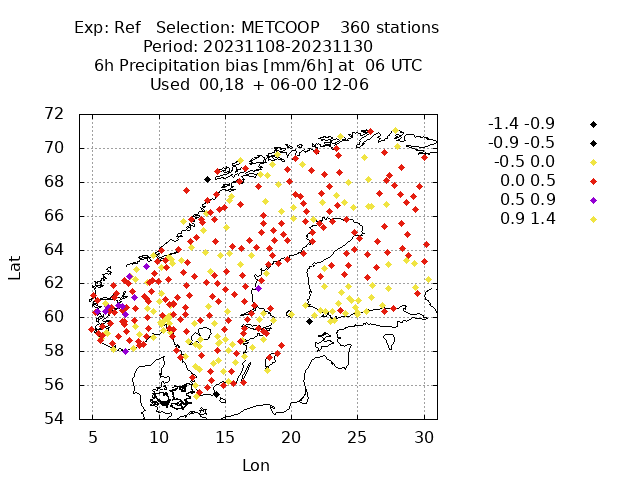 Exp: Ref   Selection: METCOOP    360 stations
Period: 20231108-20231130
6h Precipitation bias [mm/6h] at  06 UTC
Used 00,18  + 06-00 12-06
-1.4 -0.9
-0.9 -0.5
-0.5 0.0
0.0 0.5
0.5 0.9
0.9 1.4
72
70
68
66
64
62
60
58
56
54
Lat
5 10 15 20 25 30
Lon